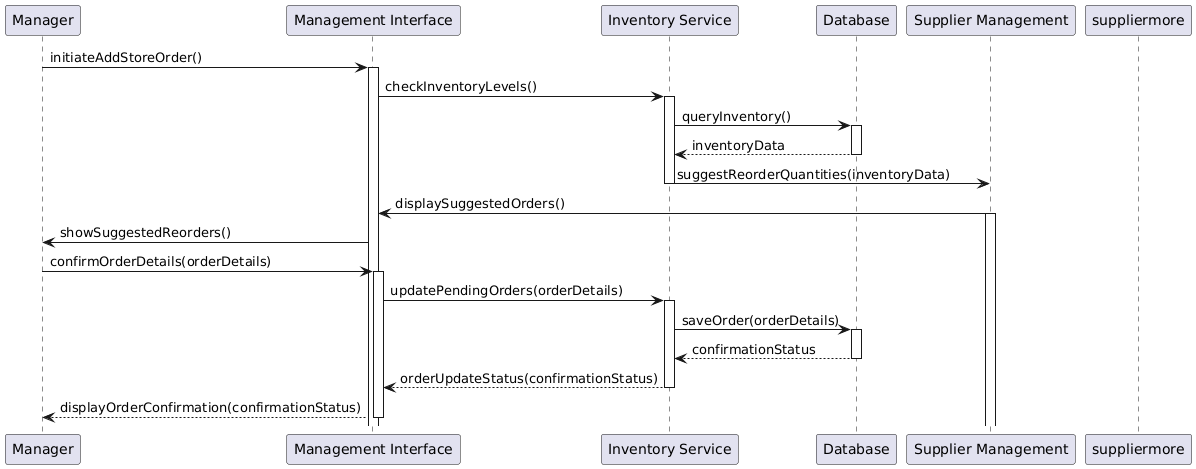 Manager Management Interface Inventory Service Database Supplier Management suppliermore
initiateAddStoreOrder()
checkInventoryLevels()
queryInventory()
inventoryData
suggestReorderQuantities(inventoryData)
displaySuggestedOrders()
showSuggestedReorders()
confirmOrderDetails(orderDetails)
updatePendingOrders(orderDetails)
saveOrder(orderDetails)
confirmationStatus
orderUpdateStatus(confirmationStatus)
displayOrderConfirmation(confirmationStatus)
Manager Management Interface Inventory Service Database Supplier Management suppliermore